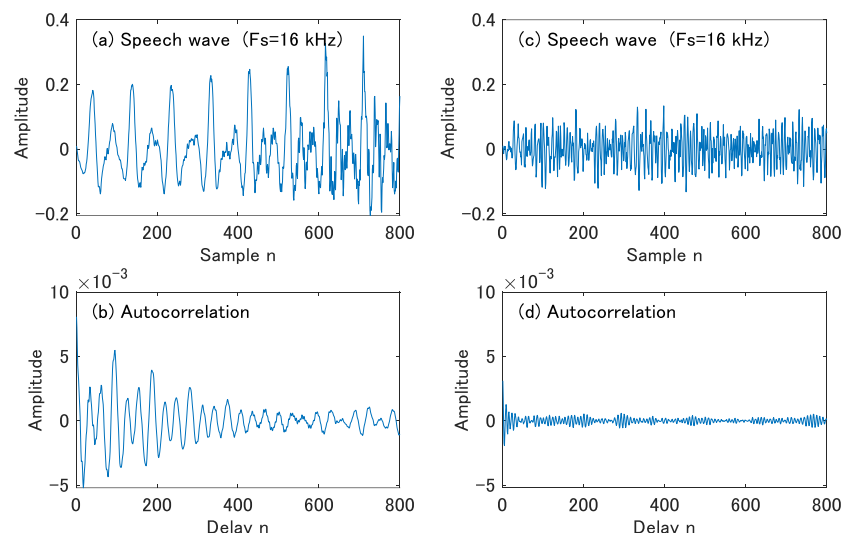 (a) Speech wave (Fs=16 kHz)
0.4
0.2
0
−0.2
Amplitude
0 200 400 600 800
Sample n
(c) Speech wave (Fs=16 kHz)
0.4
0.2
0
−0.2
Amplitude
0 200 400 600 800
Sample n
×10⁻³
(b) Autocorrelation
10
5
0
−5
Amplitude
0 200 400 600 800
Delay n
×10⁻³
(d) Autocorrelation
10
5
0
−5
Amplitude
0 200 400 600 800
Delay n